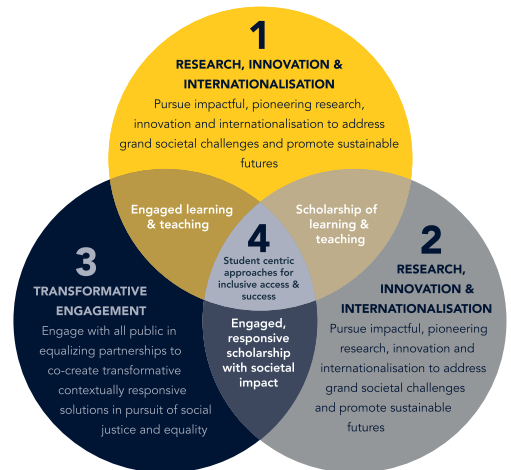 1
RESEARCH, INNOVATION &
INTERNATIONALISATION
Pursue impactful, pioneering research,
innovation and internationalisation to address
grand societal challenges and promote sustainable
futures
Engaged learning
& teaching
Scholarship of
learning &
teaching
4
Student centric
approaches for
inclusive access &
success
2
RESEARCH,
INNOVATION &
INTERNATIONALISATION
Pursue impactful, pioneering
research, innovation and
internationalisation to address
grand societal challenges
and promote sustainable
futures
3
TRANSFORMATIVE
ENGAGEMENT
Engage with all public in
equalizing partnerships to
co-create transformative
contextually responsive
solutions in pursuit of social
justice and equality
Engaged,
responsive
scholarship
with societal
impact